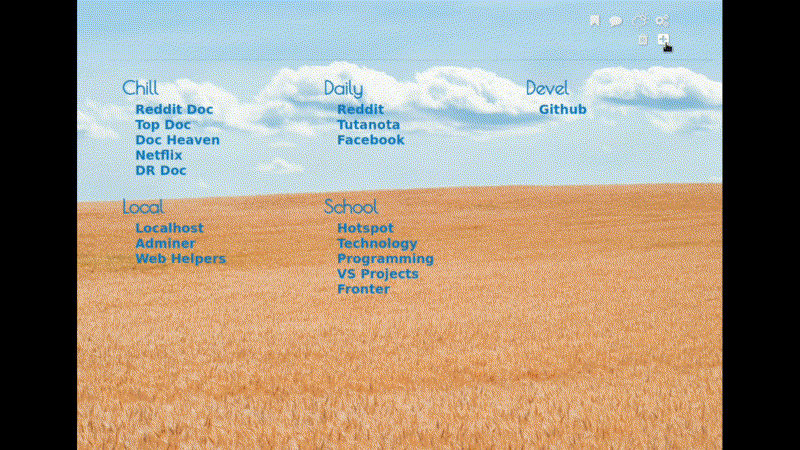 Chill
Reddit Doc
Top Doc
Doc Heaven
Netflix
DR Doc
Daily
Reddit
Tutanota
Facebook
Devel
Github
Local
Localhost
Adminer
Web Helpers
School
Hotspot
Technology
Programming
VS Projects
Fronter